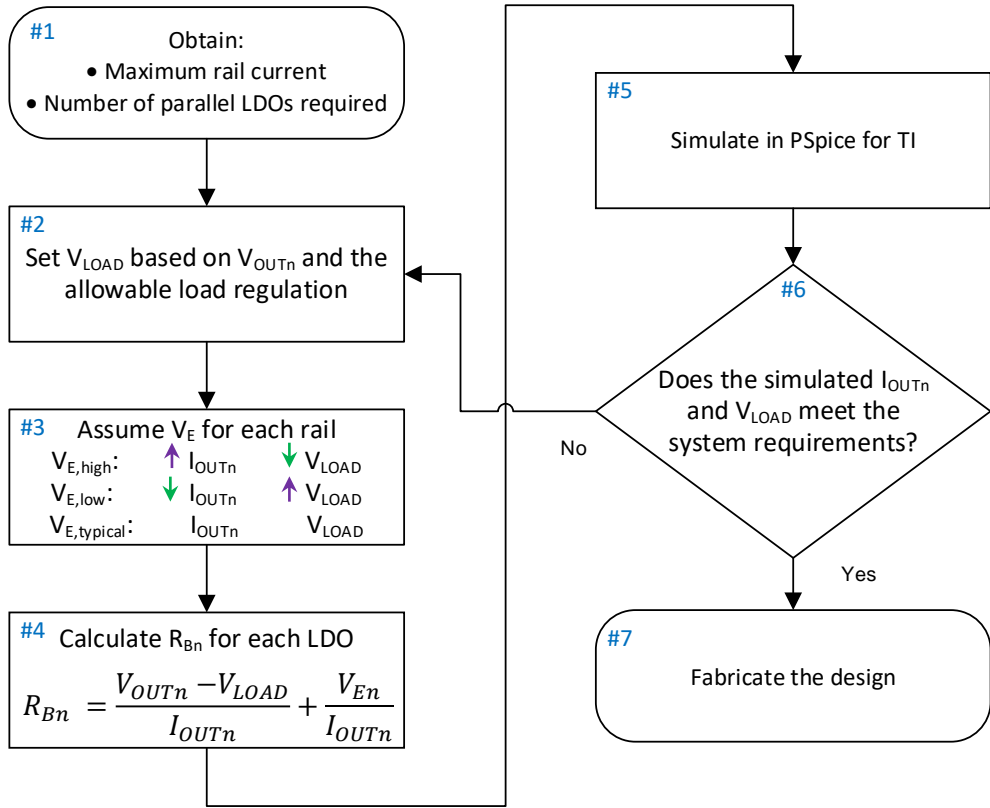 #1
Obtain:
• Maximum rail current
• Number of parallel LDOs required
#2
Set V_LOAD based on V_OUTn and the
allowable load regulation
#3
Assume V_E for each rail
V_E,high: ↑ I_OUTn ↓ V_LOAD
V_E,low: ↓ I_OUTn ↑ V_LOAD
V_E,typical: I_OUTn V_LOAD
#4
Calculate R_Bn for each LDO
R_Bn = (V_OUTn − V_LOAD)/I_OUTn + V_En/I_OUTn
#5
Simulate in PSpice for TI
#6
Does the simulated I_OUTn
and V_LOAD meet the
system requirements?
No
Yes
#7
Fabricate the design